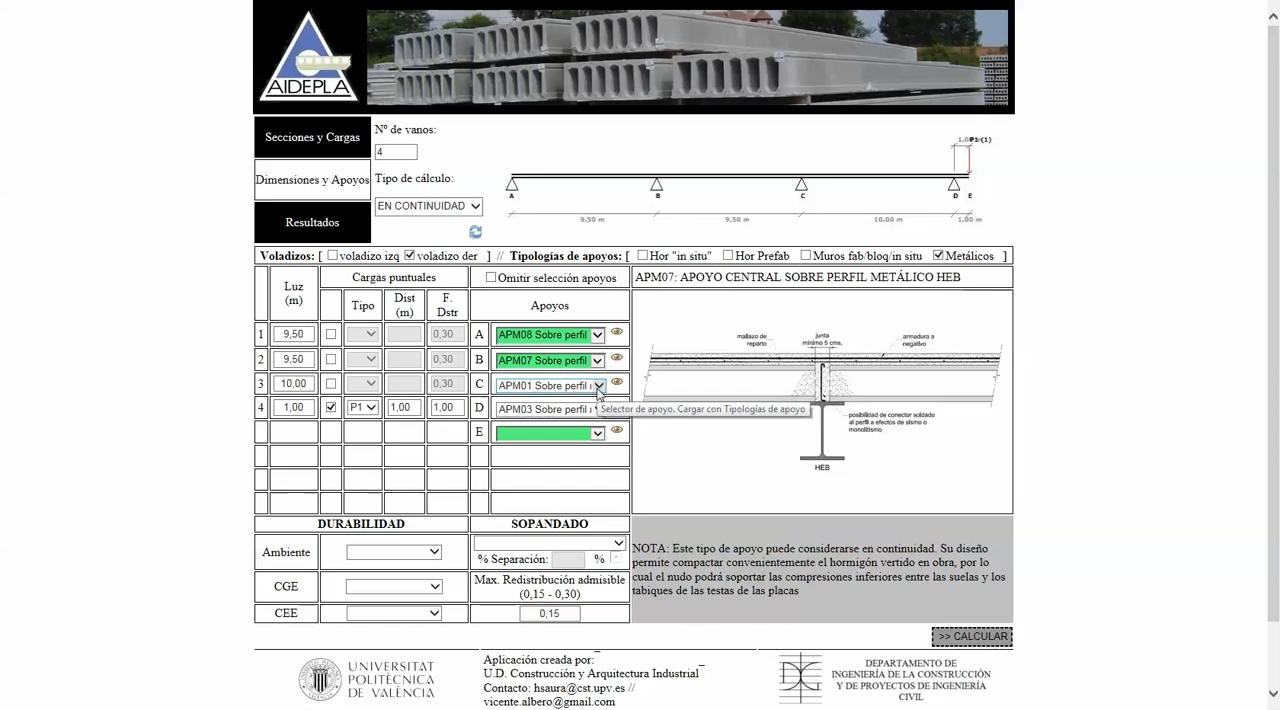 AIDEPLA
Secciones y Cargas
Dimensiones y Apoyos
Resultados
Nº de vanos:
4
Tipo de cálculo:
EN CONTINUIDAD
P1 (1)
A B C D E
9,50 m 9,50 m 10,00 m 1,00 m
Voladizos: [ voladizo izq voladizo der ] // Tipologías de apoyos: [ Hor "in situ" Hor Prefab Muros fab/bloq/in situ Metálicos ]
Luz (m)
Cargas puntuales
Tipo
Dist (m)
F. Dstr
Omitir selección apoyos
Apoyos
1 9,50 0,30 A APM08 Sobre perfil
2 9,50 0,30 B APM07 Sobre perfil
3 10,00 0,30 C APM01 Sobre perfil
4 1,00 P1 1,00 1,00 D APM03 Sobre perfil
E
Selector de apoyo. Cargar con Tipologías de apoyo
APM07: APOYO CENTRAL SOBRE PERFIL METÁLICO HEB
mallazo de
reparto
junta
mínimo 5 cms.
armadura a
negativo
posibilidad de conector soldado
al perfil a efectos de sismo o
monolitismo
HEB
DURABILIDAD
Ambiente
CGE
CEE
SOPANDADO
% Separación: %
Max. Redistribución admisible
(0,15 - 0,30)
0,15
NOTA: Este tipo de apoyo puede considerarse en continuidad. Su diseño
permite compactar convenientemente el hormigón vertido en obra, por lo
cual el nudo podrá soportar las compresiones inferiores entre las suelas y los
tabiques de las testas de las placas
>> CALCULAR
UNIVERSITAT
POLITÈCNICA
DE VALÈNCIA
Aplicación creada por:
U.D. Construcción y Arquitectura Industrial
Contacto: hsaura@cst.upv.es //
vicente.albero@gmail.com
DEPARTAMENTO DE
INGENIERÍA DE LA CONSTRUCCIÓN
Y DE PROYECTOS DE INGENIERÍA
CIVIL